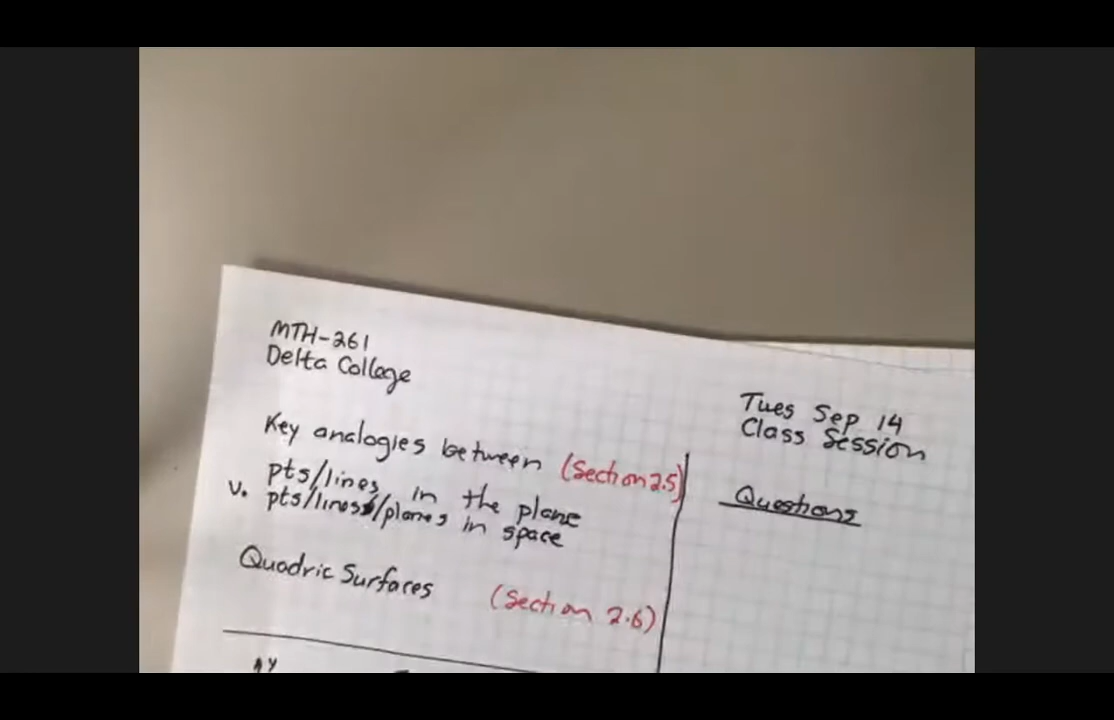 MTH-261
Delta College
Tues Sep 14
Class Session
Key analogies between (Section 2.5)
pts/lines in the plane
v. pts/lines/planes in space
Questions
Quadric Surfaces (Section 2.6)
y